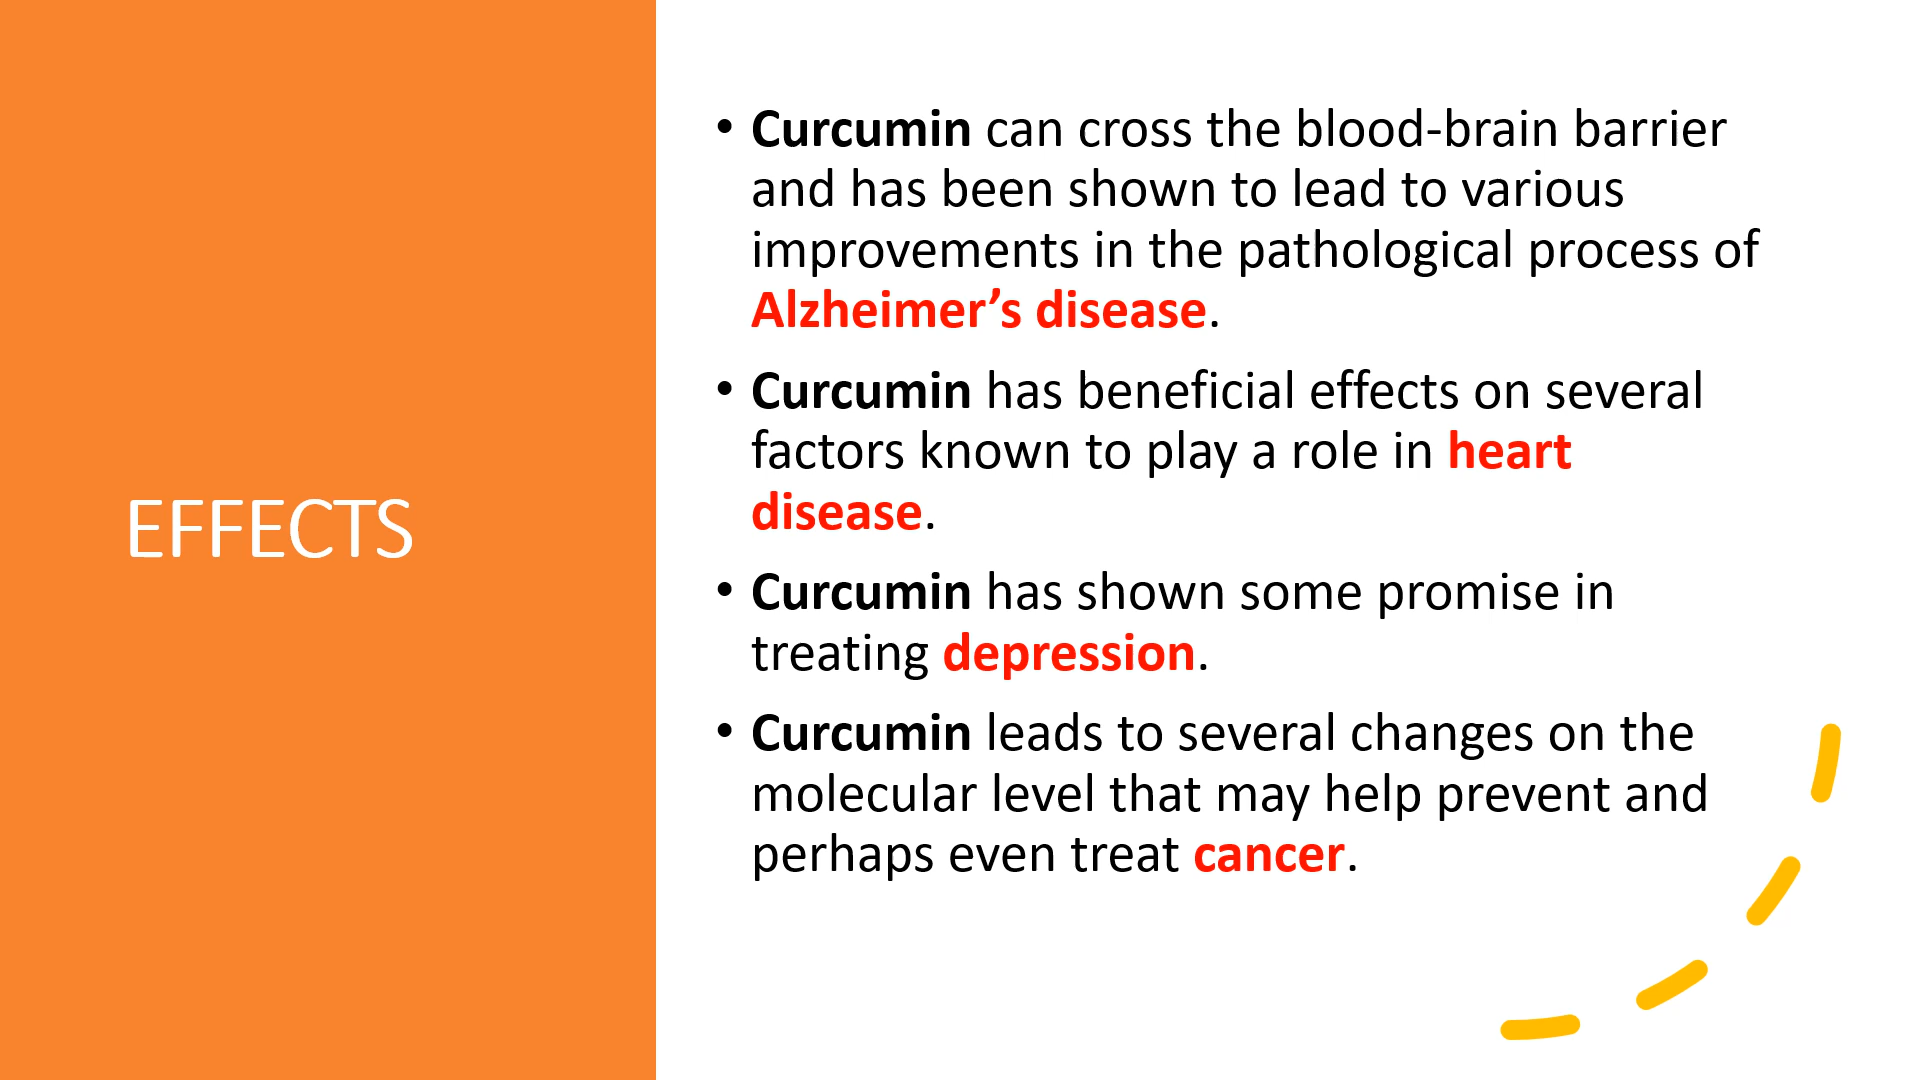 EFFECTS
• Curcumin can cross the blood-brain barrier
and has been shown to lead to various
improvements in the pathological process of
Alzheimer’s disease.
• Curcumin has beneficial effects on several
factors known to play a role in heart
disease.
• Curcumin has shown some promise in
treating depression.
• Curcumin leads to several changes on the
molecular level that may help prevent and
perhaps even treat cancer.